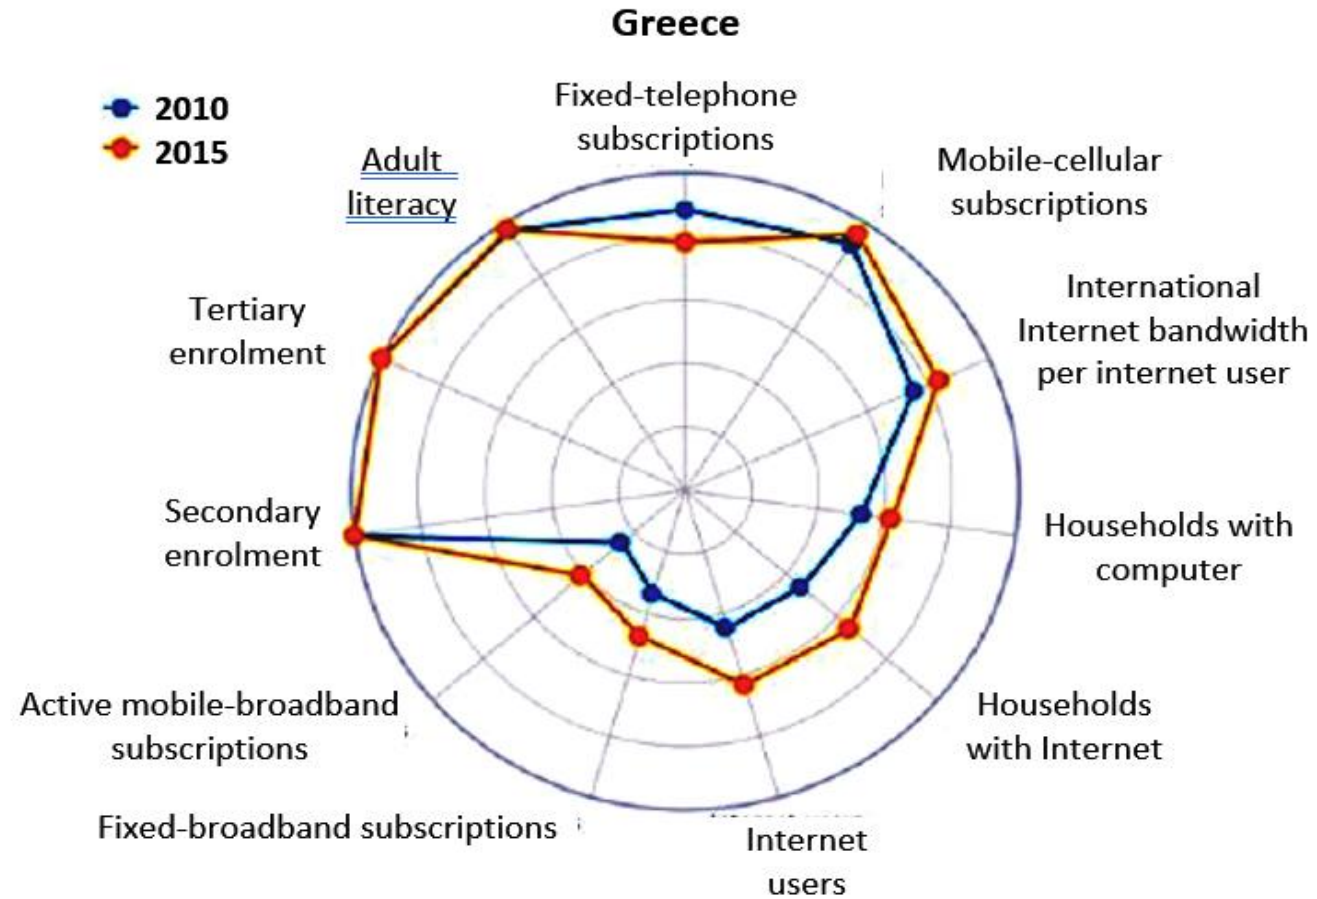 Greece
2010
2015
Fixed-telephone
subscriptions
Mobile-cellular
subscriptions
International
Internet bandwidth
per internet user
Households with
computer
Households
with Internet
Internet
users
Fixed-broadband subscriptions
Active mobile-broadband
subscriptions
Secondary
enrolment
Tertiary
enrolment
Adult
literacy